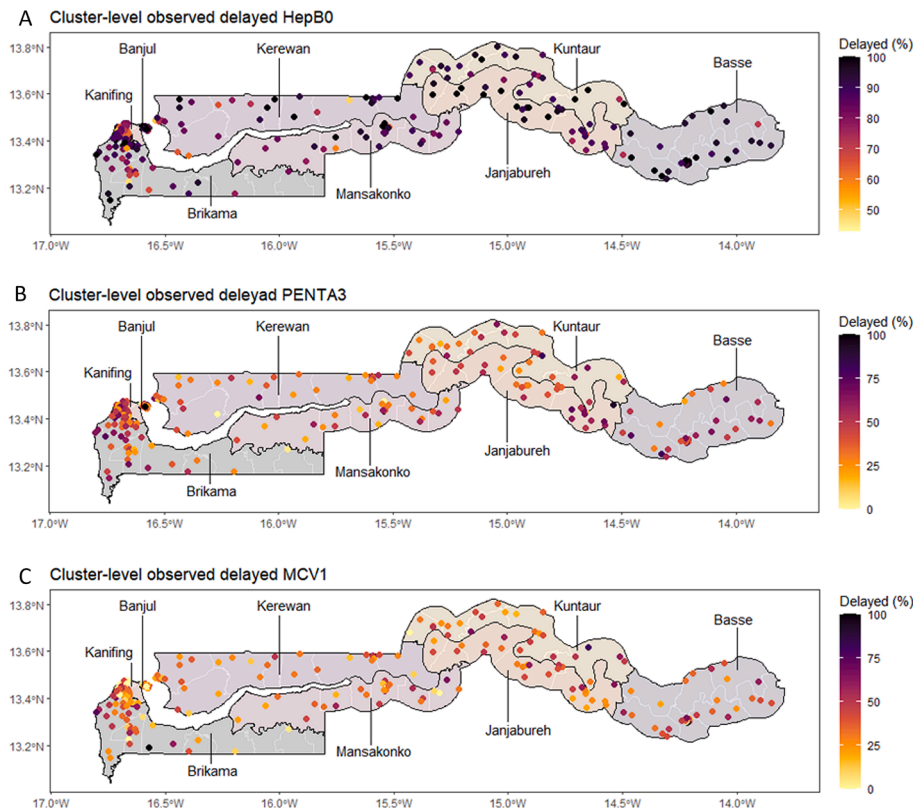 A Cluster-level observed delayed HepB0
13.8°N
13.6°N
13.4°N
13.2°N
Banjul
Kerewan
Kuntaur
Basse
Kanifing
Mansakonko
Janjabureh
Brikama
17.0°W 16.5°W 16.0°W 15.5°W 15.0°W 14.5°W 14.0°W
Delayed (%)
100
90
80
70
60
50
B Cluster-level observed deleyad PENTA3
13.8°N
13.6°N
13.4°N
13.2°N
Banjul
Kerewan
Kuntaur
Basse
Kanifing
Mansakonko
Janjabureh
Brikama
17.0°W 16.5°W 16.0°W 15.5°W 15.0°W 14.5°W 14.0°W
Delayed (%)
100
75
50
25
0
C Cluster-level observed delayed MCV1
13.8°N
13.6°N
13.4°N
13.2°N
Banjul
Kerewan
Kuntaur
Basse
Kanifing
Mansakonko
Janjabureh
Brikama
17.0°W 16.5°W 16.0°W 15.5°W 15.0°W 14.5°W 14.0°W
Delayed (%)
100
75
50
25
0